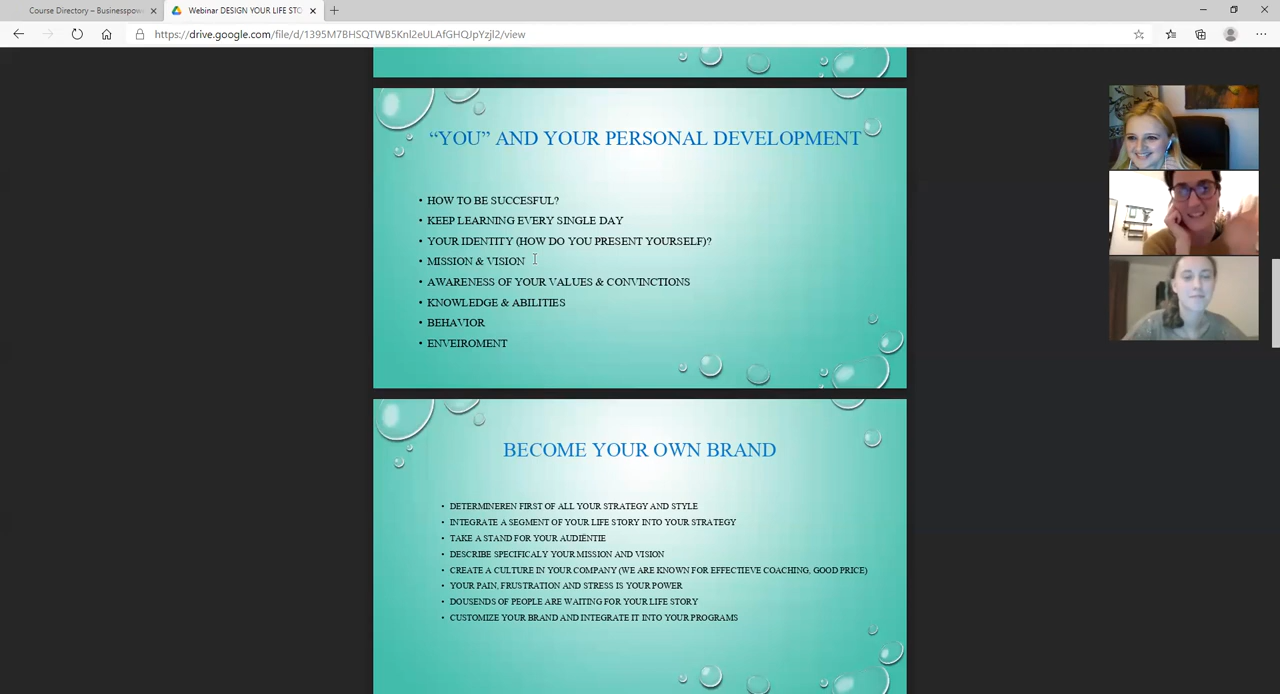 Course Directory – Businesspow
Webinar DESIGN YOUR LIFE STO
https://drive.google.com/file/d/1395M7BHSQTWB5KnI2eULAfGHQJpYzjl2/view
“YOU” AND YOUR PERSONAL DEVELOPMENT
• HOW TO BE SUCCESFUL?
• KEEP LEARNING EVERY SINGLE DAY
• YOUR IDENTITY (HOW DO YOU PRESENT YOURSELF)?
• MISSION & VISION
• AWARENESS OF YOUR VALUES & CONVINCTIONS
• KNOWLEDGE & ABILITIES
• BEHAVIOR
• ENVEIROMENT
BECOME YOUR OWN BRAND
• DETERMINEREN FIRST OF ALL YOUR STRATEGY AND STYLE
• INTEGRATE A SEGMENT OF YOUR LIFE STORY INTO YOUR STRATEGY
• TAKE A STAND FOR YOUR AUDIËNTIE
• DESCRIBE SPECIFICALY YOUR MISSION AND VISION
• CREATE A CULTURE IN YOUR COMPANY (WE ARE KNOWN FOR EFFECTIEVE COACHING, GOOD PRICE)
• YOUR PAIN, FRUSTRATION AND STRESS IS YOUR POWER
• DOUSENDS OF PEOPLE ARE WAITING FOR YOUR LIFE STORY
• CUSTOMIZE YOUR BRAND AND INTEGRATE IT INTO YOUR PROGRAMS